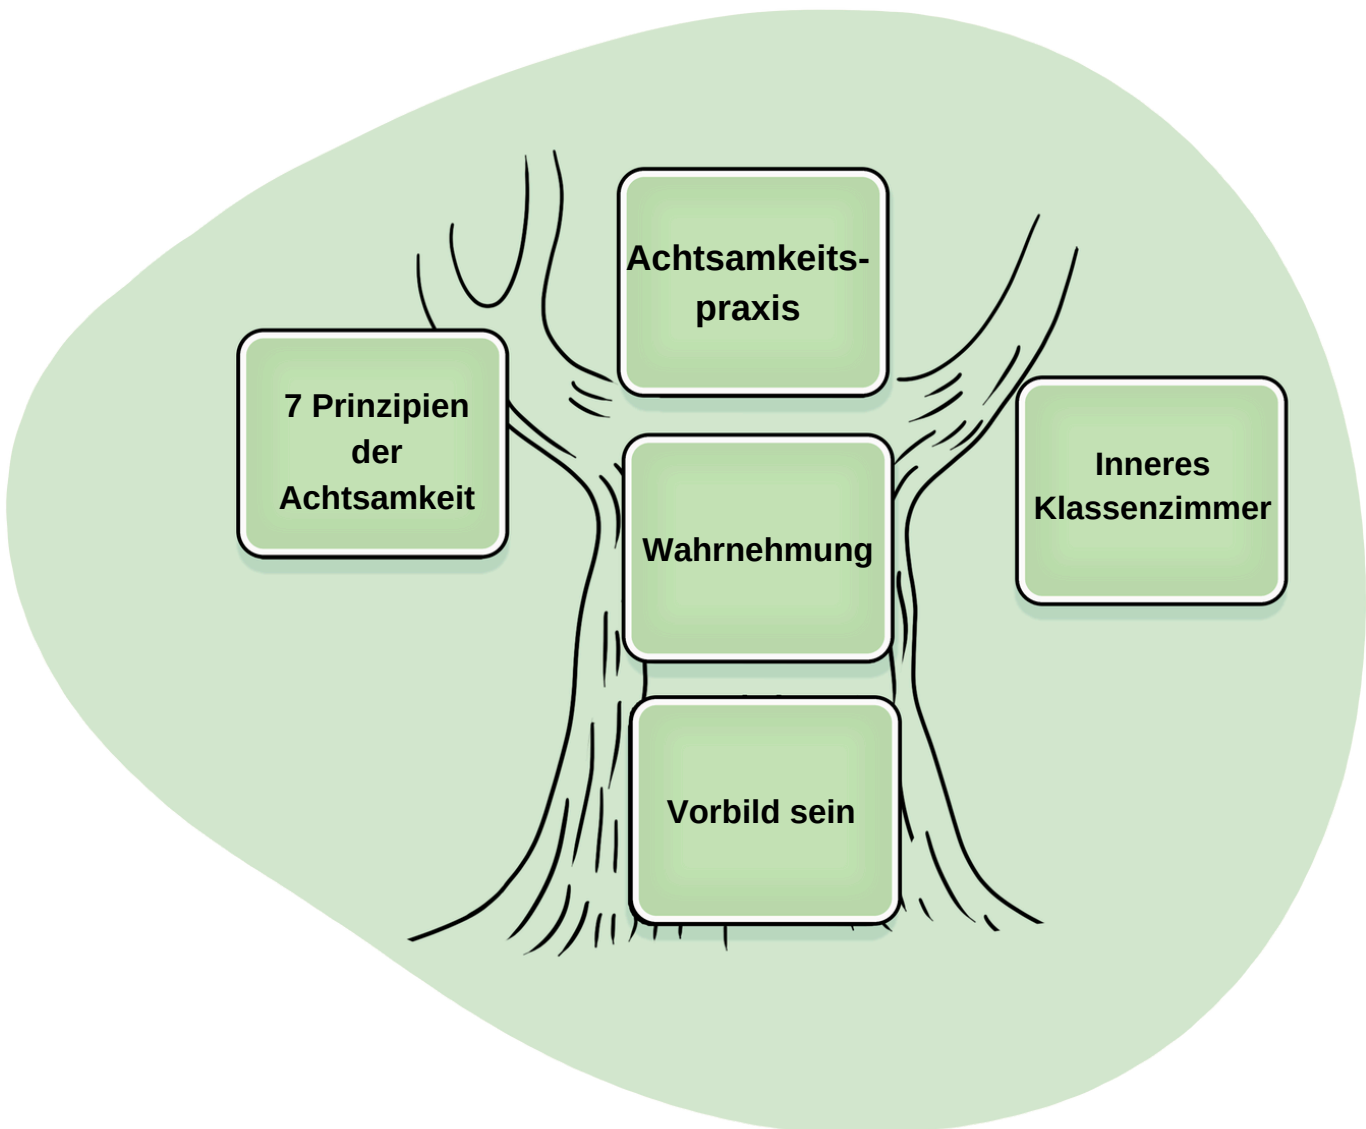 Achtsamkeits-
praxis
7 Prinzipien
der
Achtsamkeit
Inneres
Klassenzimmer
Wahrnehmung
Vorbild sein